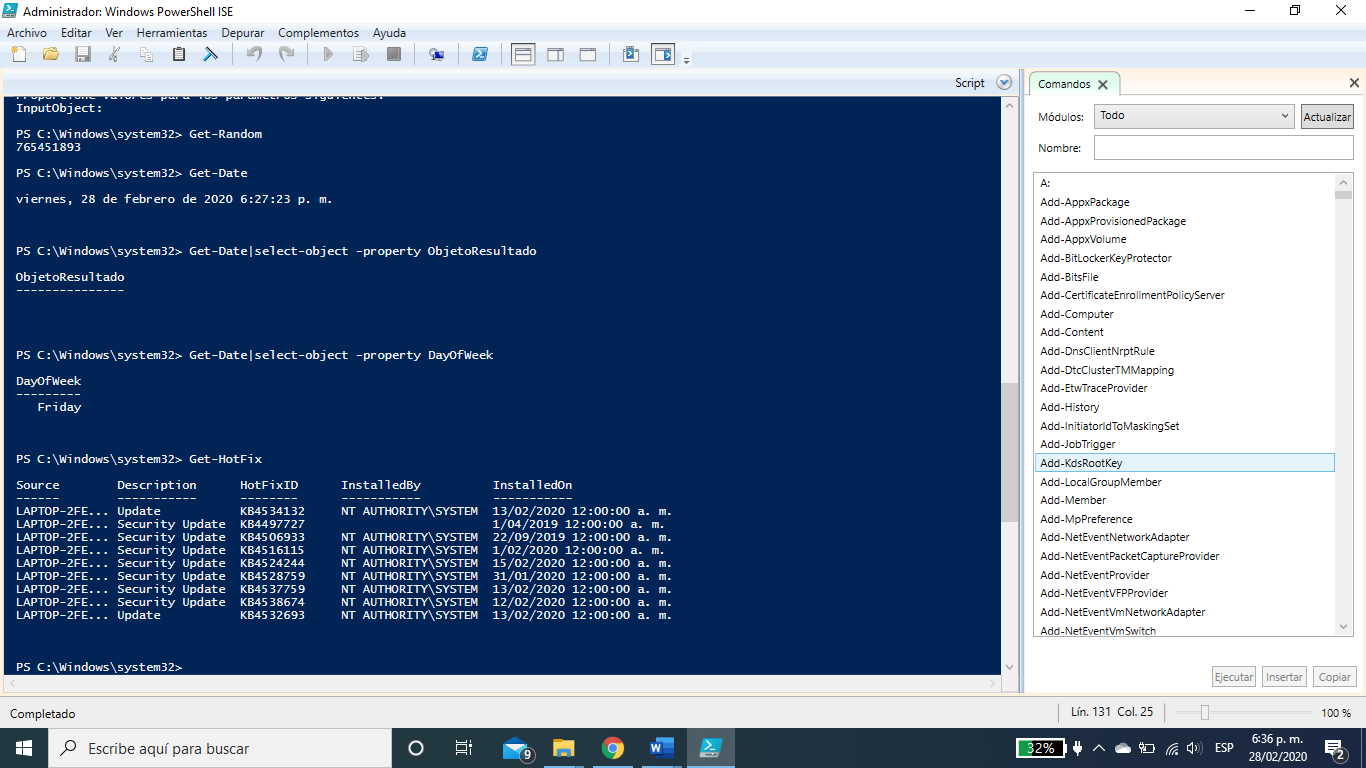 Administrador: Windows PowerShell ISE
Archivo Editar Ver Herramientas Depurar Complementos Ayuda
Script
Proporcione valores para los parámetros siguientes:
InputObject:
PS C:\Windows\system32> Get-Random
765451893
PS C:\Windows\system32> Get-Date
viernes, 28 de febrero de 2020 6:27:23 p. m.
PS C:\Windows\system32> Get-Date|select-object -property ObjetoResultado
ObjetoResultado
---------------
PS C:\Windows\system32> Get-Date|select-object -property DayOfWeek
DayOfWeek
---------
Friday
PS C:\Windows\system32> Get-HotFix
Source Description HotFixID InstalledBy InstalledOn
------ ----------- -------- ----------- -----------
LAPTOP-2FE... Update KB4534132 NT AUTHORITY\SYSTEM 13/02/2020 12:00:00 a. m.
LAPTOP-2FE... Security Update KB4497727 1/04/2019 12:00:00 a. m.
LAPTOP-2FE... Security Update KB4506933 NT AUTHORITY\SYSTEM 22/09/2019 12:00:00 a. m.
LAPTOP-2FE... Security Update KB4516115 NT AUTHORITY\SYSTEM 1/02/2020 12:00:00 a. m.
LAPTOP-2FE... Security Update KB4524244 NT AUTHORITY\SYSTEM 15/02/2020 12:00:00 a. m.
LAPTOP-2FE... Security Update KB4528759 NT AUTHORITY\SYSTEM 31/01/2020 12:00:00 a. m.
LAPTOP-2FE... Security Update KB4537759 NT AUTHORITY\SYSTEM 13/02/2020 12:00:00 a. m.
LAPTOP-2FE... Security Update KB4538674 NT AUTHORITY\SYSTEM 12/02/2020 12:00:00 a. m.
LAPTOP-2FE... Update KB4532693 NT AUTHORITY\SYSTEM 13/02/2020 12:00:00 a. m.
PS C:\Windows\system32>
Comandos
Módulos: Todo Actualizar
Nombre:
A:
Add-AppxPackage
Add-AppxProvisionedPackage
Add-AppxVolume
Add-BitLockerKeyProtector
Add-BitsFile
Add-CertificateEnrollmentPolicyServer
Add-Computer
Add-Content
Add-DnsClientNrptRule
Add-DtcClusterTMMapping
Add-EtwTraceProvider
Add-History
Add-InitiatorIdToMaskingSet
Add-JobTrigger
Add-KdsRootKey
Add-LocalGroupMember
Add-Member
Add-MpPreference
Add-NetEventNetworkAdapter
Add-NetEventPacketCaptureProvider
Add-NetEventProvider
Add-NetEventVFPProvider
Add-NetEventVmNetworkAdapter
Add-NetEventVmSwitch
Ejecutar Insertar Copiar
Completado
Lín. 131 Col. 25
100 %
Escribe aquí para buscar
9
32%
ESP
6:36 p. m.
28/02/2020
2